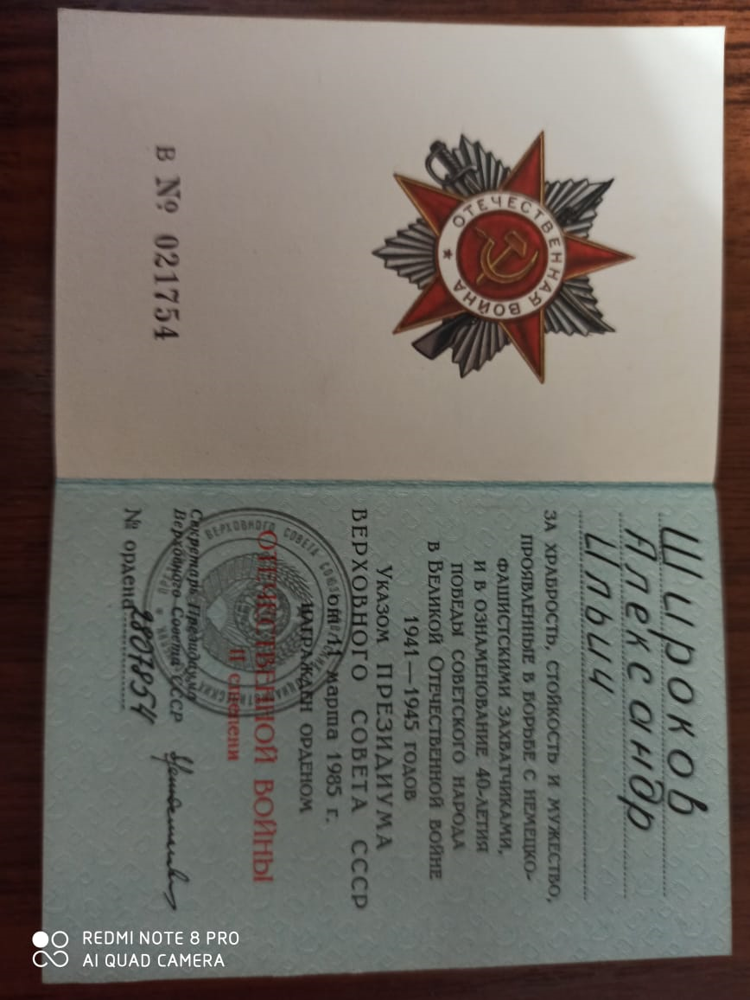 ОТЕЧЕСТВЕННАЯ ВОЙНА
В № 021754
Широков
Александр
Ильич
ЗА ХРАБРОСТЬ, СТОЙКОСТЬ И МУЖЕСТВО,
ПРОЯВЛЕННЫЕ В БОРЬБЕ С НЕМЕЦКО-
ФАШИСТСКИМИ ЗАХВАТЧИКАМИ,
И В ОЗНАМЕНОВАНИЕ 40-ЛЕТИЯ
ПОБЕДЫ СОВЕТСКОГО НАРОДА
В ВЕЛИКОЙ ОТЕЧЕСТВЕННОЙ ВОЙНЕ
1941—1945 ГОДОВ
УКАЗОМ ПРЕЗИДИУМА
ВЕРХОВНОГО СОВЕТА СССР
от 11 марта 1985 г.
НАГРАЖДЕН ОРДЕНОМ
ОТЕЧЕСТВЕННОЙ ВОЙНЫ
II степени
Секретарь Президиума
Верховного Совета СССР
№ ордена 2807854
ВЕРХОВНОГО СОВЕТА СОЮЗА
REDMI NOTE 8 PRO
AI QUAD CAMERA